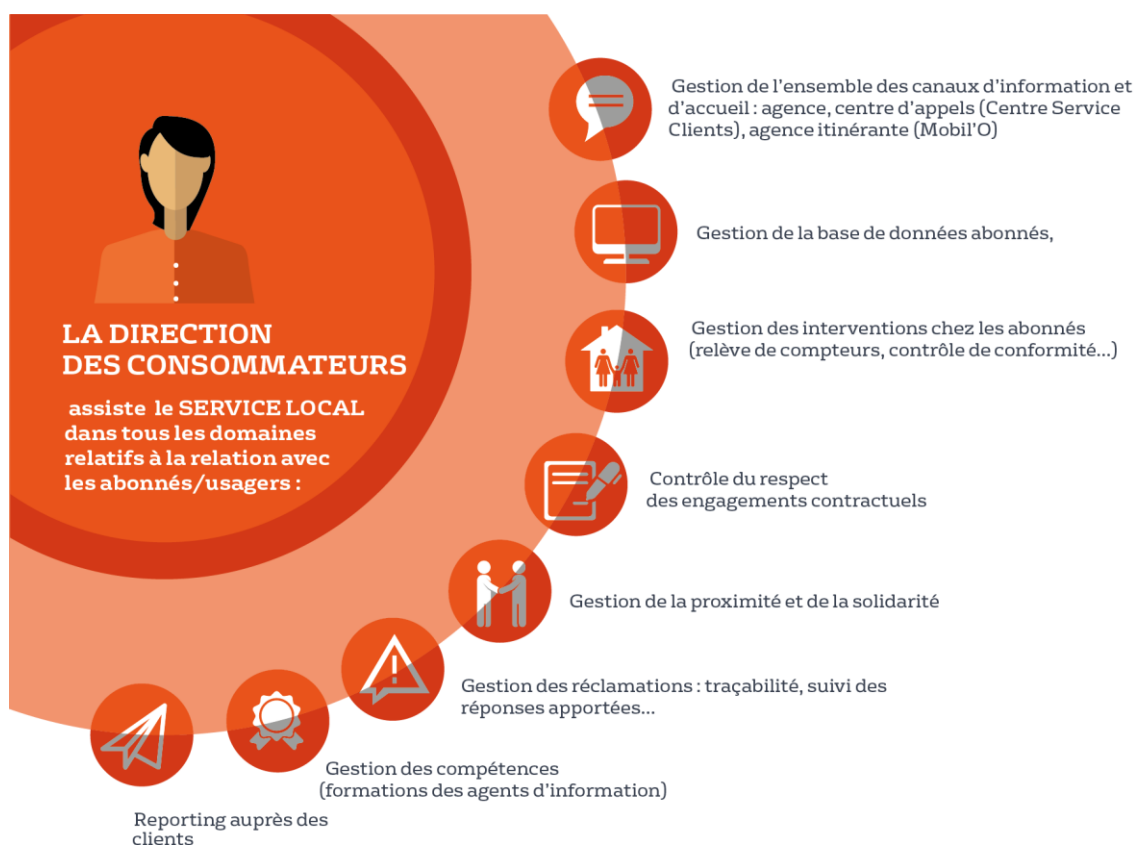 LA DIRECTION
DES CONSOMMATEURS
assiste le SERVICE LOCAL
dans tous les domaines
relatifs à la relation avec
les abonnés/usagers :
Gestion de l'ensemble des canaux d'information et
d'accueil : agence, centre d'appels (Centre Service
Clients), agence itinérante (Mobil'O)
Gestion de la base de données abonnés,
Gestion des interventions chez les abonnés
(relève de compteurs, contrôle de conformité...)
Contrôle du respect
des engagements contractuels
Gestion de la proximité et de la solidarité
Gestion des réclamations : traçabilité, suivi des
réponses apportées...
Gestion des compétences
(formations des agents d'information)
Reporting auprès des
clients